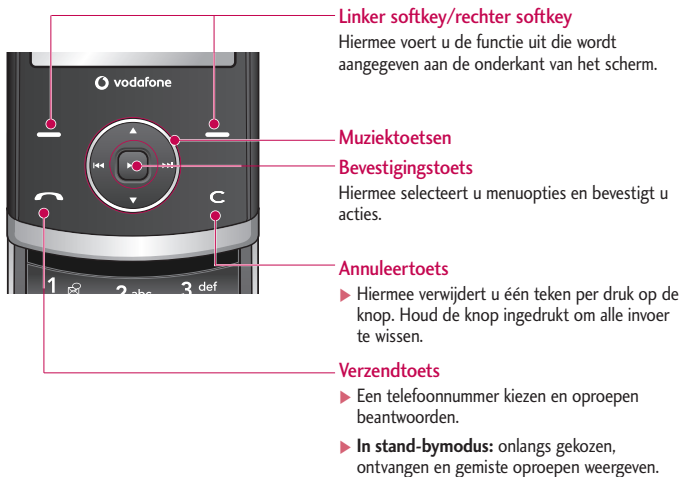 Linker softkey/rechter softkey
Hiermee voert u de functie uit die wordt
aangegeven aan de onderkant van het scherm.
vodafone
Muziektoetsen
Bevestigingstoets
Hiermee selecteert u menuopties en bevestigt u
acties.
C
Annuleertoets
▶ Hiermee verwijdert u één teken per druk op de
knop. Houd de knop ingedrukt om alle invoer
te wissen.
1 2 abc 3 def
Verzendtoets
▶ Een telefoonnummer kiezen en oproepen
beantwoorden.
▶ In stand-bymodus: onlangs gekozen,
ontvangen en gemiste oproepen weergeven.